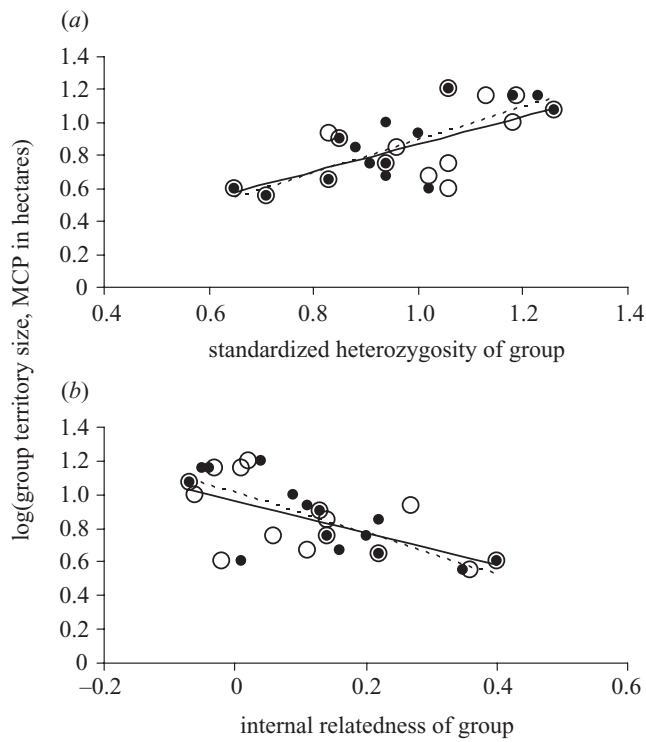 (a)
1.4
1.2
1.0
0.8
0.6
0.4
0.2
0
0.4 0.6 0.8 1.0 1.2 1.4
standardized heterozygosity of group
log(group territory size, MCP in hectares)
(b)
1.4
1.2
1.0
0.8
0.6
0.4
0.2
0
−0.2 0 0.2 0.4 0.6
internal relatedness of group